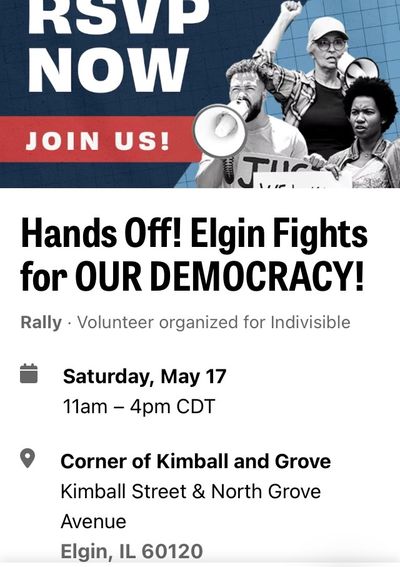 RSVP
NOW
JOIN US!
Hands Off! Elgin Fights
for OUR DEMOCRACY!
Rally · Volunteer organized for Indivisible
Saturday, May 17
11am – 4pm CDT
Corner of Kimball and Grove
Kimball Street & North Grove
Avenue
Elgin, IL 60120